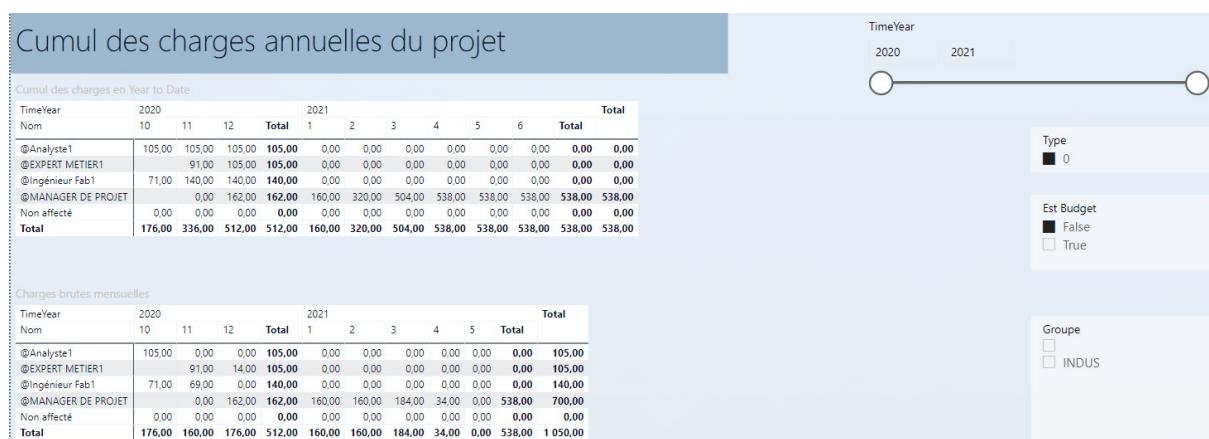 Cumul des charges annuelles du projet
Cumul des charges en Year to Date
TimeYear 2020 2021 Total
Nom 10 11 12 Total 1 2 3 4 5 6 Total
@Analyste1 105,00 105,00 105,00 105,00 0,00 0,00 0,00 0,00 0,00 0,00 0,00 0,00
@EXPERT METIER1 91,00 105,00 105,00 0,00 0,00 0,00 0,00 0,00 0,00 0,00 0,00
@Ingénieur Fab1 71,00 140,00 140,00 140,00 0,00 0,00 0,00 0,00 0,00 0,00 0,00 0,00
@MANAGER DE PROJET 0,00 162,00 162,00 160,00 320,00 504,00 538,00 538,00 538,00 538,00 538,00
Non affecté 0,00 0,00 0,00 0,00 0,00 0,00 0,00 0,00 0,00 0,00 0,00 0,00
Total 176,00 336,00 512,00 512,00 160,00 320,00 504,00 538,00 538,00 538,00 538,00 538,00
Charges brutes mensuelles
TimeYear 2020 2021 Total
Nom 10 11 12 Total 1 2 3 4 5 Total
@Analyste1 105,00 0,00 0,00 105,00 0,00 0,00 0,00 0,00 0,00 0,00 105,00
@EXPERT METIER1 91,00 14,00 105,00 0,00 0,00 0,00 0,00 0,00 0,00 105,00
@Ingénieur Fab1 71,00 69,00 0,00 140,00 0,00 0,00 0,00 0,00 0,00 0,00 140,00
@MANAGER DE PROJET 0,00 162,00 162,00 160,00 160,00 184,00 34,00 0,00 538,00 700,00
Non affecté 0,00 0,00 0,00 0,00 0,00 0,00 0,00 0,00 0,00 0,00 0,00
Total 176,00 160,00 176,00 512,00 160,00 160,00 184,00 34,00 0,00 538,00 1 050,00
TimeYear
2020 2021
Type
0
Est Budget
False
True
Groupe
INDUS